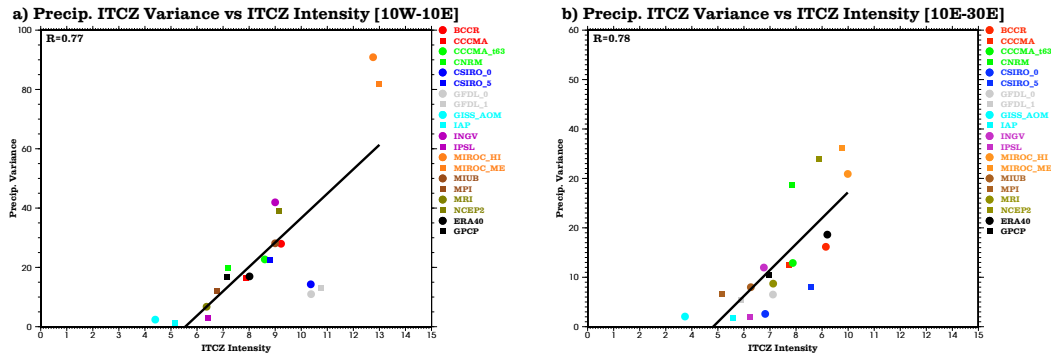 a) Precip. ITCZ Variance vs ITCZ Intensity [10W-10E]
R=0.77
Precip. Variance
100
80
60
40
20
0
0 1 2 3 4 5 6 7 8 9 10 11 12 13 14 15
ITCZ Intensity
BCCR
CCCMA
CCCMA_t63
CNRM
CSIRO_0
CSIRO_5
GFDL_0
GFDL_1
GISS_AOM
IAP
INGV
IPSL
MIROC_HI
MIROC_ME
MIUB
MPI
MRI
NCEP2
ERA40
GPCP
b) Precip. ITCZ Variance vs ITCZ Intensity [10E-30E]
R=0.78
Precip. Variance
60
20
10
0
0 1 2 3 4 5 6 7 8 9 10 11 12 13 14 15
ITCZ Intensity
BCCR
CCCMA
CCCMA_t63
CNRM
CSIRO_0
CSIRO_5
GFDL_0
GFDL_1
GISS_AOM
IAP
INGV
IPSL
MIROC_HI
MIROC_ME
MIUB
MPI
MRI
NCEP2
ERA40
GPCP